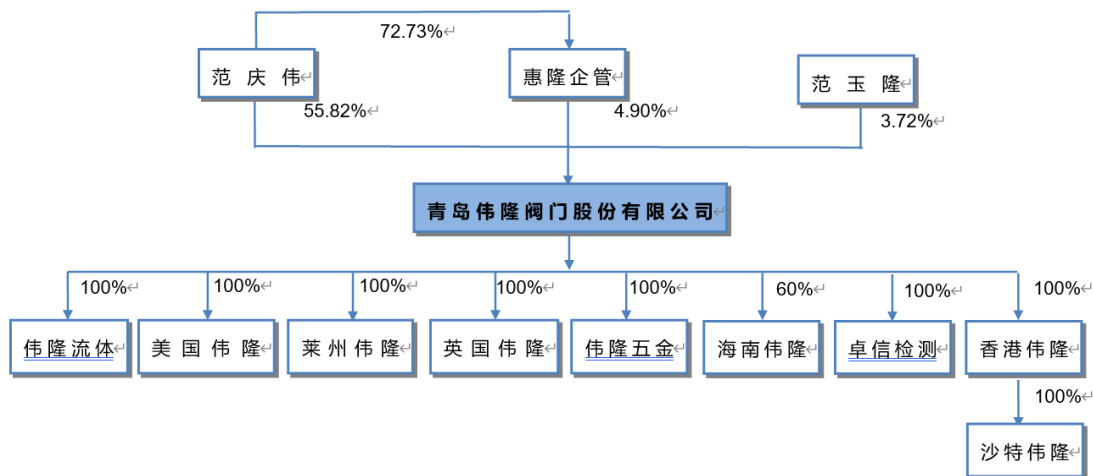 72.73%
范庆伟
惠隆企管
范玉隆
55.82%
4.90%
3.72%
青岛伟隆阀门股份有限公司
100%
100%
100%
100%
100%
60%
100%
100%
伟隆流体
美国伟隆
莱州伟隆
英国伟隆
伟隆五金
海南伟隆
卓信检测
香港伟隆
100%
沙特伟隆